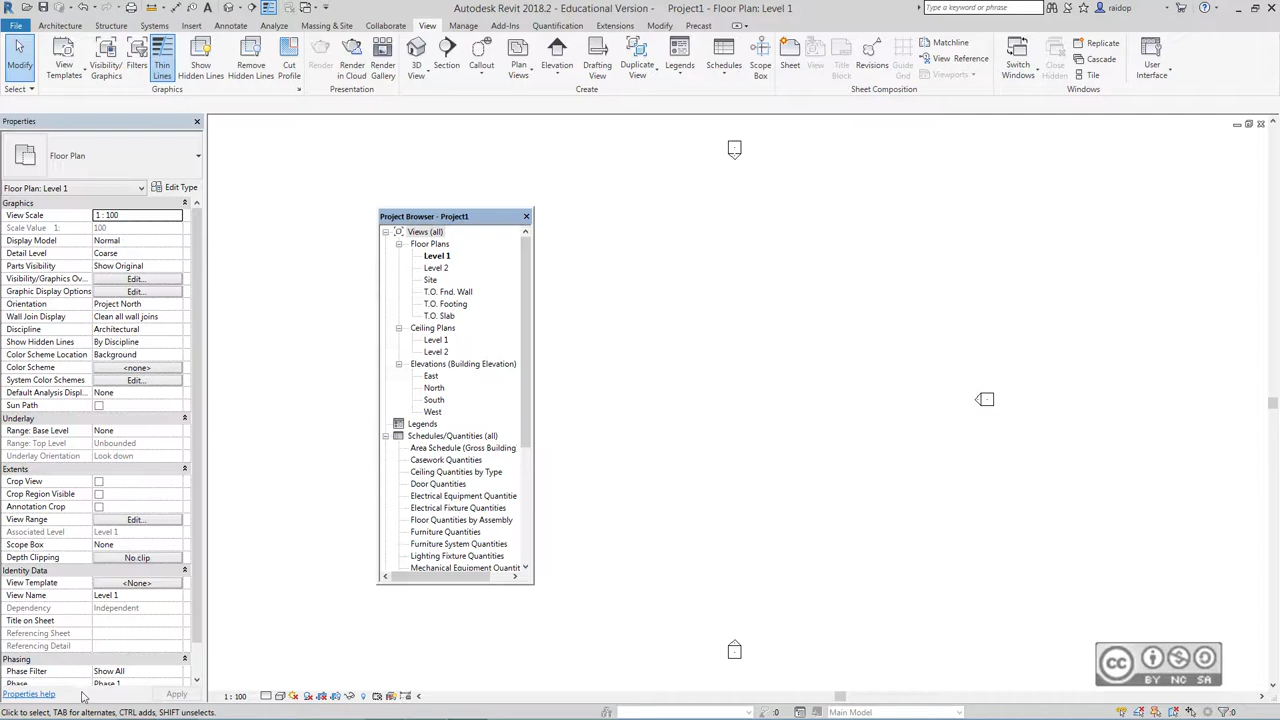 Autodesk Revit 2018.2 - Educational Version -    Project1 - Floor Plan: Level 1
Type a keyword or phrase
raidop
File Architecture Structure Systems Insert Annotate Analyze Massing & Site Collaborate View Manage Add-Ins Quantification Extensions Modify Precast
Modify
View Templates
Visibility/ Graphics
Filters
Thin Lines
Show Hidden Lines
Remove Hidden Lines
Cut Profile
Render
Render in Cloud
Render Gallery
3D View
Section
Callout
Plan Views
Elevation
Drafting View
Duplicate View
Legends
Schedules
Scope Box
Sheet
View
Title Block
Revisions
Guide Grid
Matchline
View Reference
Viewports
Switch Windows
Close Hidden
Replicate
Cascade
Tile
User Interface
Select Graphics Presentation Create Sheet Composition Windows
Properties
Floor Plan
Floor Plan: Level 1 Edit Type
Graphics
View Scale 1 : 100
Scale Value 1: 100
Display Model Normal
Detail Level Coarse
Parts Visibility Show Original
Visibility/Graphics Ov... Edit...
Graphic Display Options Edit...
Orientation Project North
Wall Join Display Clean all wall joins
Discipline Architectural
Show Hidden Lines By Discipline
Color Scheme Location Background
Color Scheme <none>
System Color Schemes Edit...
Default Analysis Displ... None
Sun Path
Underlay
Range: Base Level None
Range: Top Level Unbounded
Underlay Orientation Look down
Extents
Crop View
Crop Region Visible
Annotation Crop
View Range Edit...
Associated Level Level 1
Scope Box None
Depth Clipping No clip
Identity Data
View Template <None>
View Name Level 1
Dependency Independent
Title on Sheet
Referencing Sheet
Referencing Detail
Phasing
Phase Filter Show All
Phase Phase 1
Properties help Apply
Project Browser - Project1
Views (all)
Floor Plans
Level 1
Level 2
Site
T.O. Fnd. Wall
T.O. Footing
T.O. Slab
Ceiling Plans
Level 1
Level 2
Elevations (Building Elevation)
East
North
South
West
Legends
Schedules/Quantities (all)
Area Schedule (Gross Building
Casework Quantities
Ceiling Quantities by Type
Door Quantities
Electrical Equipment Quantitie
Electrical Fixture Quantities
Floor Quantities by Assembly
Furniture Quantities
Furniture System Quantities
Lighting Fixture Quantities
Mechanical Equipment Quantit
CC BY NC SA
1 : 100
Click to select, TAB for alternates, CTRL adds, SHIFT unselects.
:0
Main Model
:0